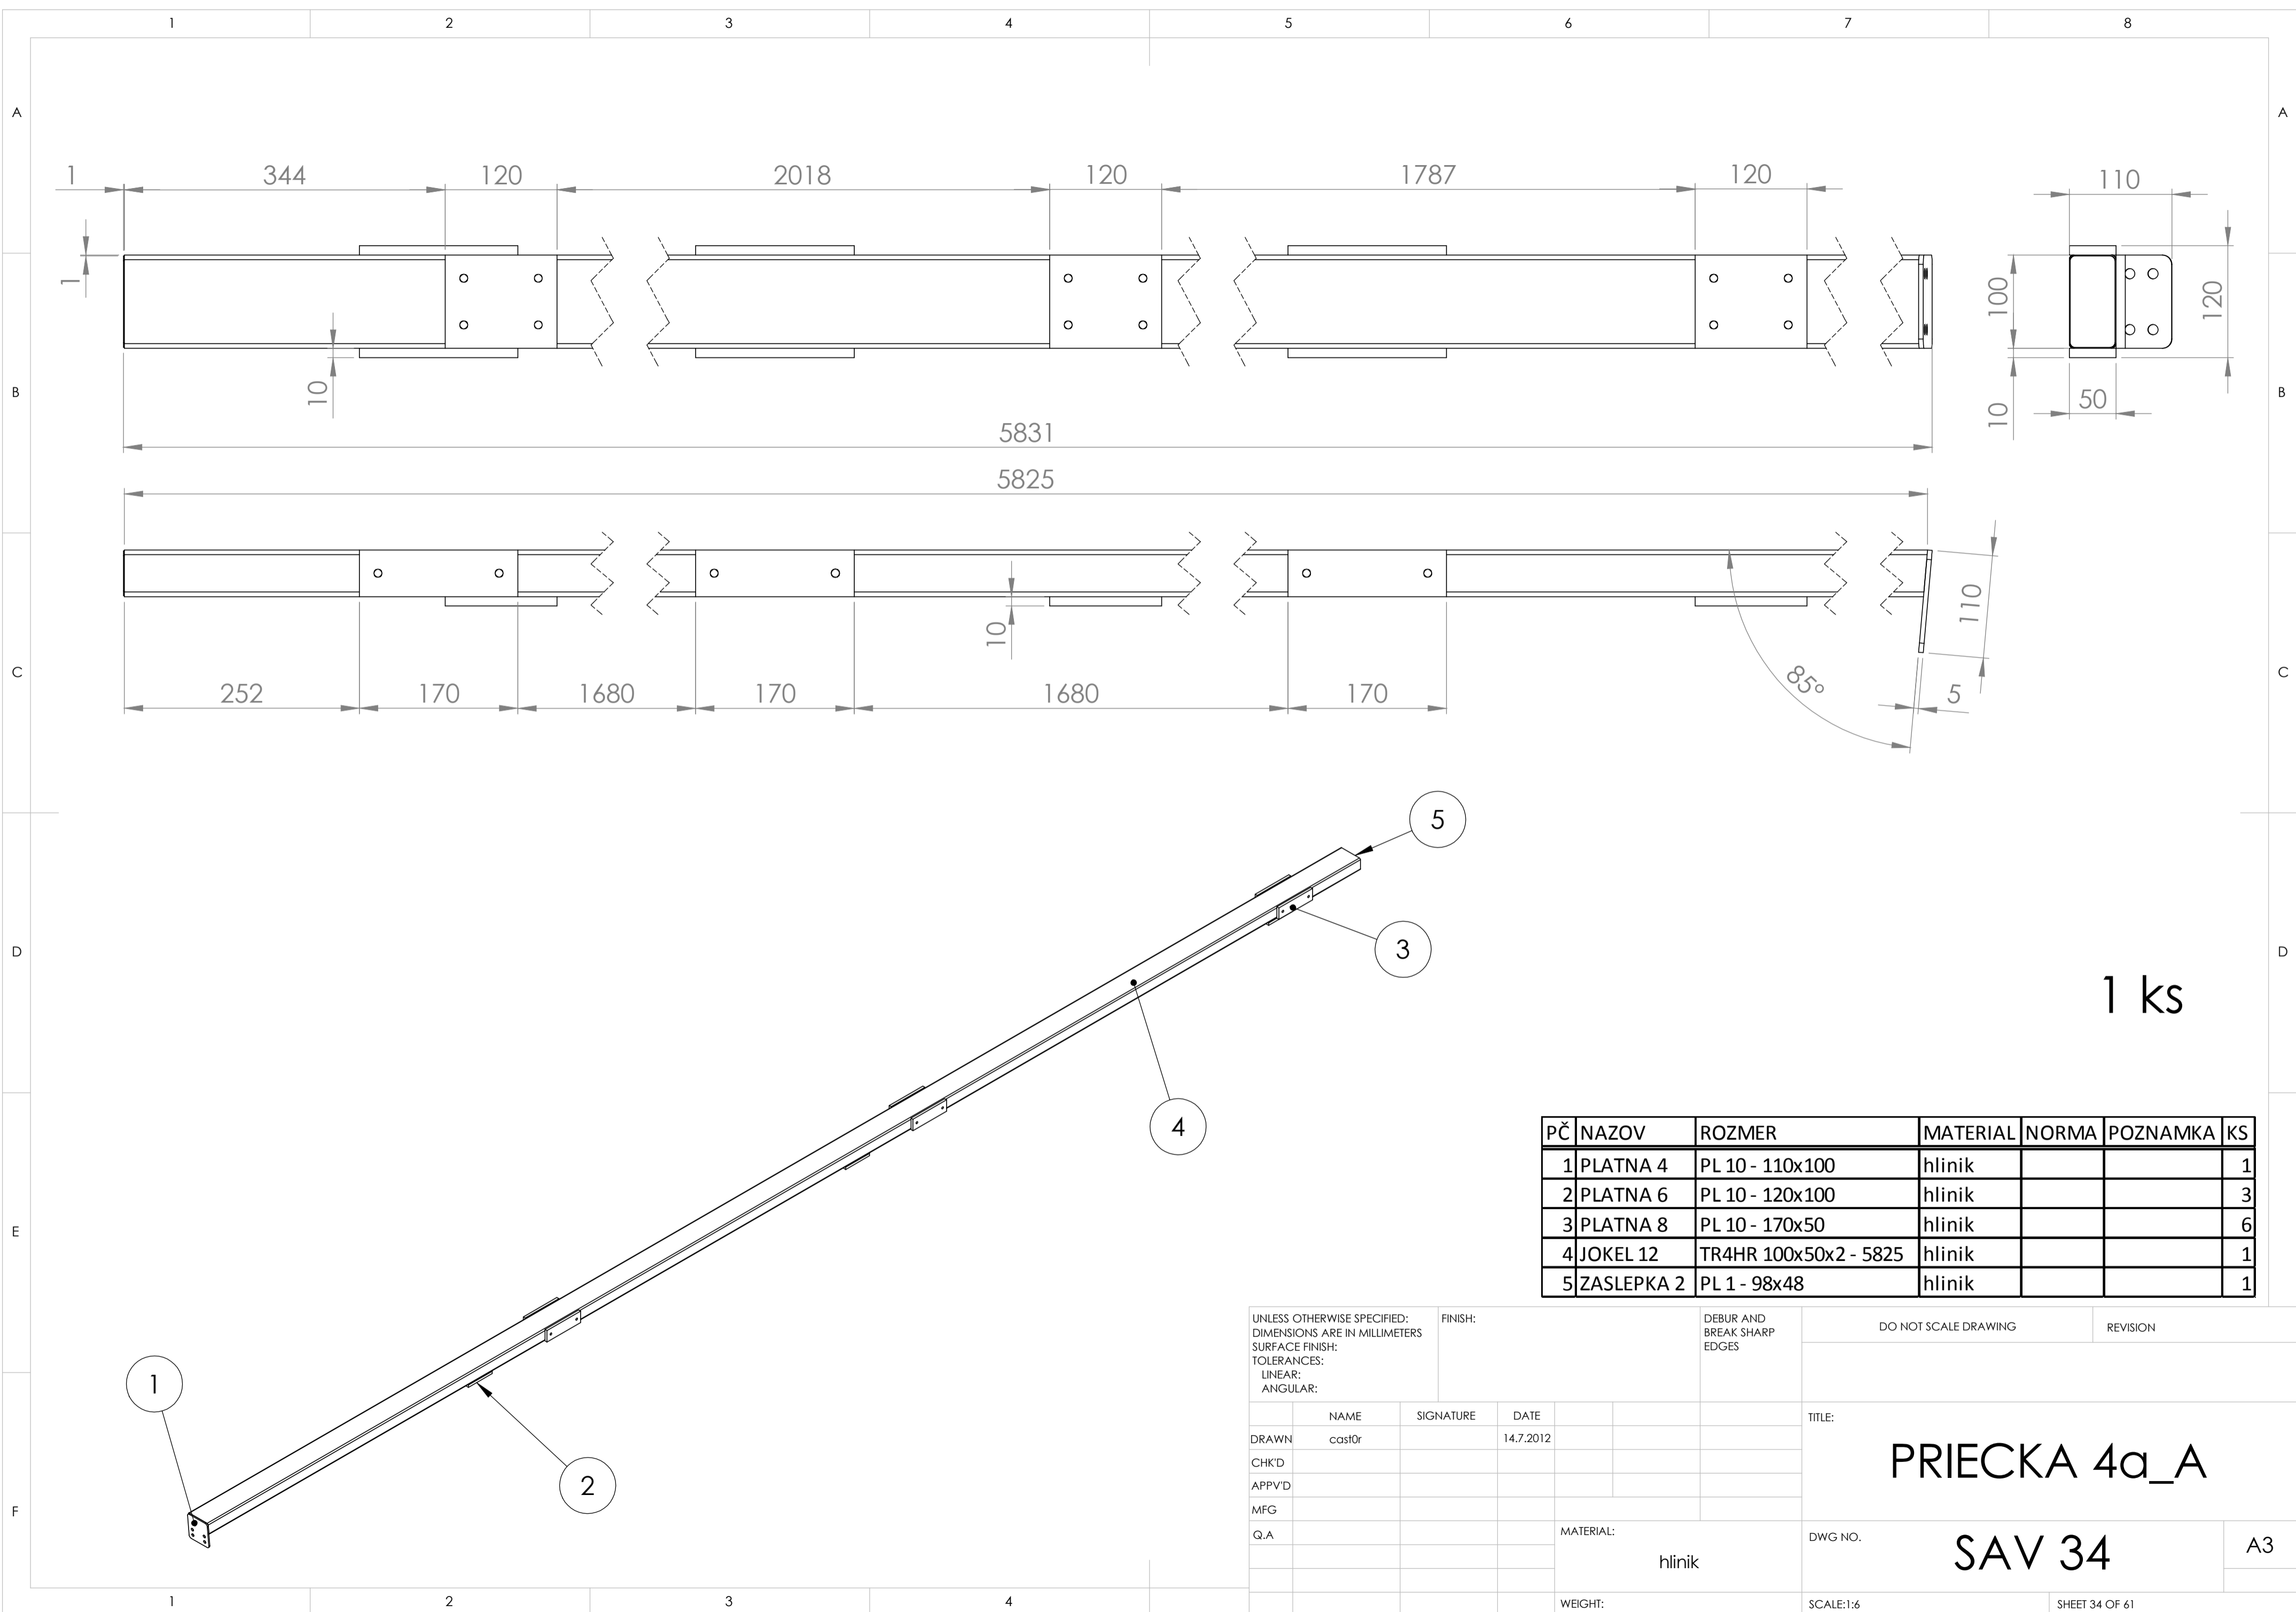 1 2 3 4 5 6 7 8
A A
1 344 120 2018 120 1787 120 110
1 10 100 120
B B
10 50
5831
5825
10 110
C C
252 170 1680 170 1680 170 85° 5
5
3
D D
1 ks
4
PČ NAZOV ROZMER MATERIAL NORMA POZNAMKA KS
1 PLATNA 4 PL 10 - 110x100 hlinik 1
2 PLATNA 6 PL 10 - 120x100 hlinik 3
E
3 PLATNA 8 PL 10 - 170x50 hlinik 6
4 JOKEL 12 TR4HR 100x50x2 - 5825 hlinik 1
5 ZASLEPKA 2 PL 1 - 98x48 hlinik 1
1
2
F
UNLESS OTHERWISE SPECIFIED:
DIMENSIONS ARE IN MILLIMETERS
SURFACE FINISH:
TOLERANCES:
LINEAR:
ANGULAR:
FINISH:
DEBUR AND
BREAK SHARP
EDGES
DO NOT SCALE DRAWING
REVISION
NAME SIGNATURE DATE
DRAWN cast0r 14.7.2012
CHK'D
APPV'D
MFG
Q.A
MATERIAL:
hlinik
WEIGHT:
TITLE:
PRIECKA 4a_A
DWG NO.
SAV 34
A3
SCALE:1:6
SHEET 34 OF 61
1 2 3 4